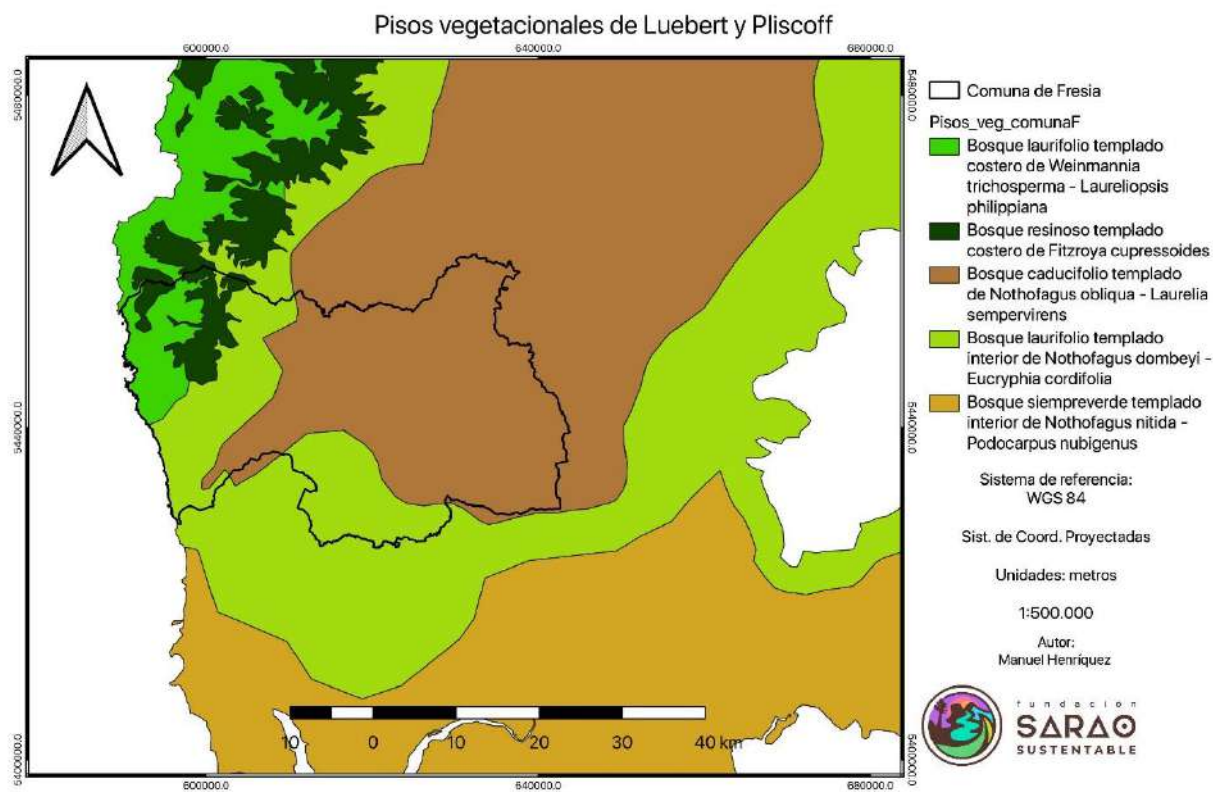 Pisos vegetacionales de Luebert y Pliscoff
600000.0
640000.0
680000.0
5480000.0
5480000.0
5440000.0
5440000.0
5400000.0
5400000.0
10 0 10 20 30 40 km
600000.0
640000.0
680000.0
Comuna de Fresia
Pisos_veg_comunaF
Bosque laurifolio templado
costero de Weinmannia
trichosperma - Laureliopsis
philippiana
Bosque resinoso templado
costero de Fitzroya cupressoides
Bosque caducifolio templado
de Nothofagus obliqua - Laurelia
sempervirens
Bosque laurifolio templado
interior de Nothofagus dombeyi -
Eucryphia cordifolia
Bosque siempreverde templado
interior de Nothofagus nitida -
Podocarpus nubigenus
Sistema de referencia:
WGS 84
Sist. de Coord. Proyectadas
Unidades: metros
1:500.000
Autor:
Manuel Henríquez
fundación
SARAO
SUSTENTABLE